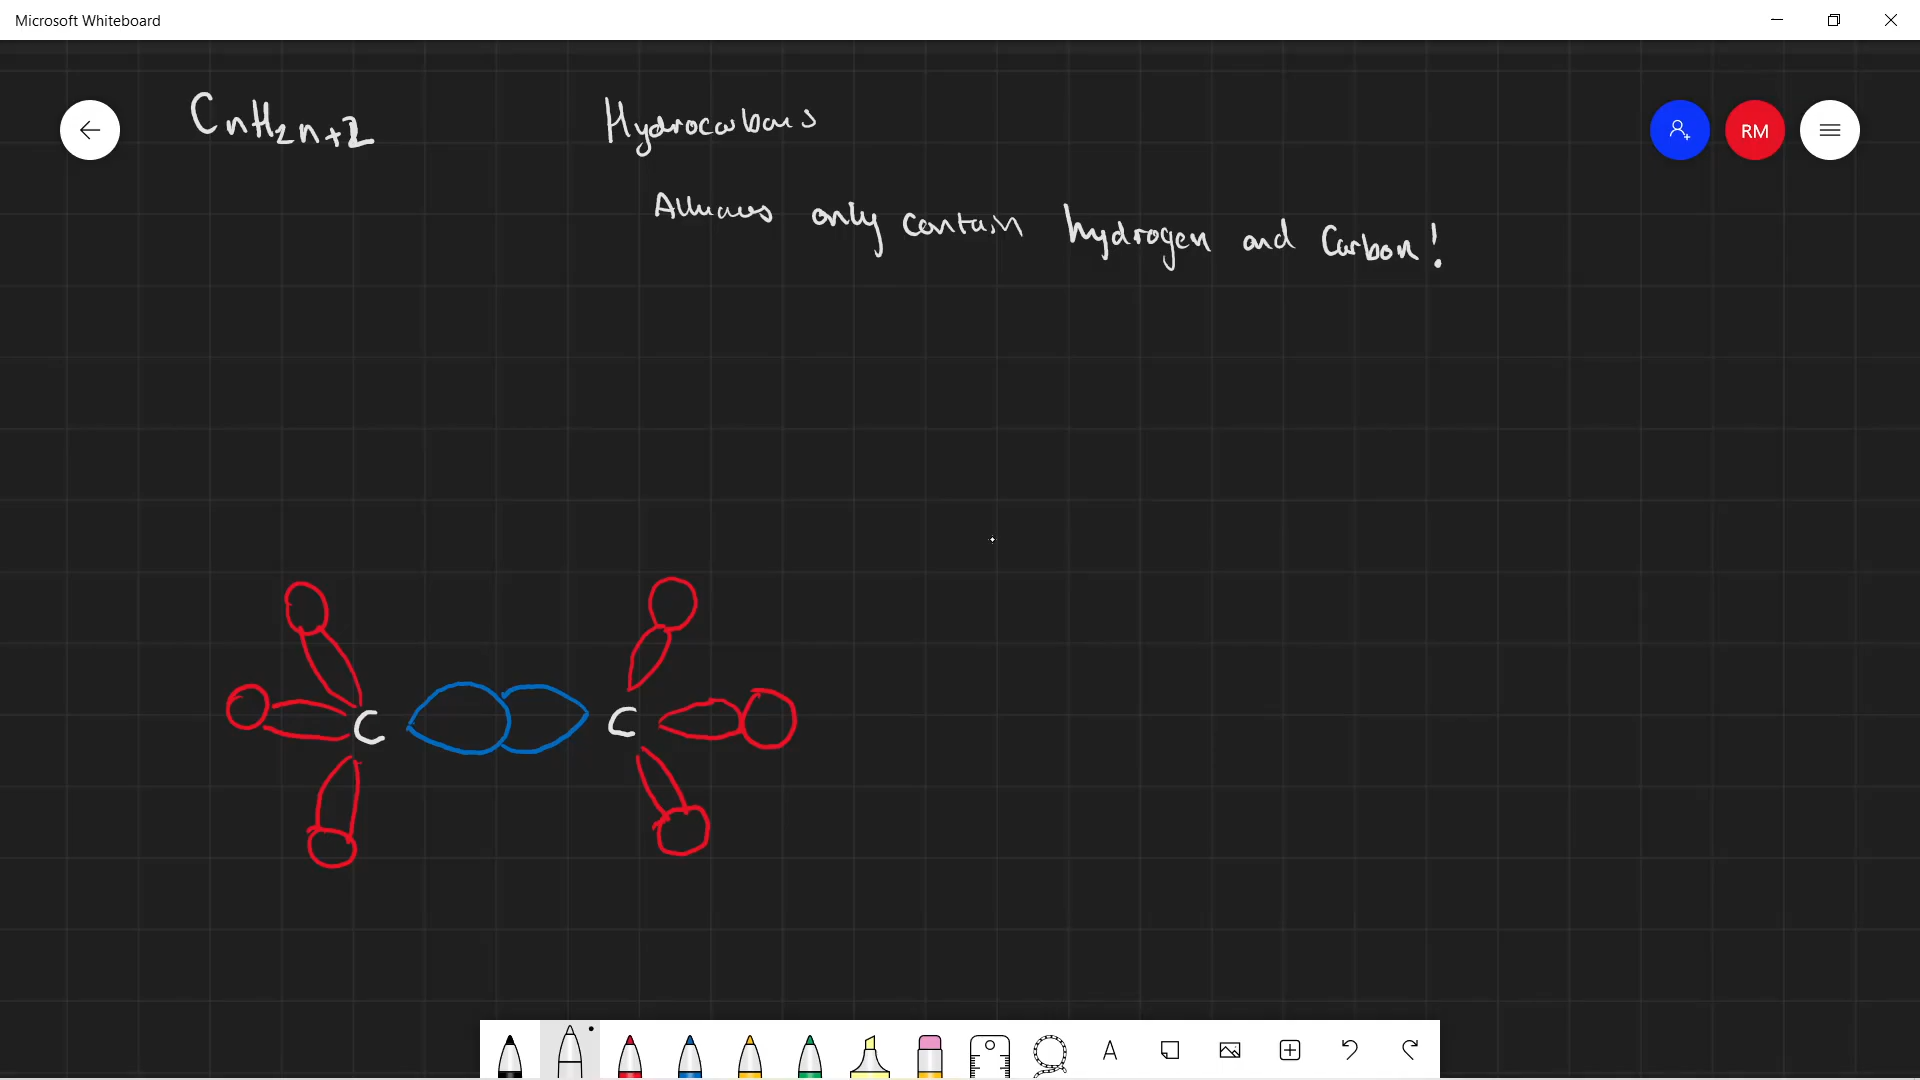 Microsoft Whiteboard
CnH2n+2
Hydrocarbons
RM
Alkanes only contain hydrogen and Carbon!
C
C
A